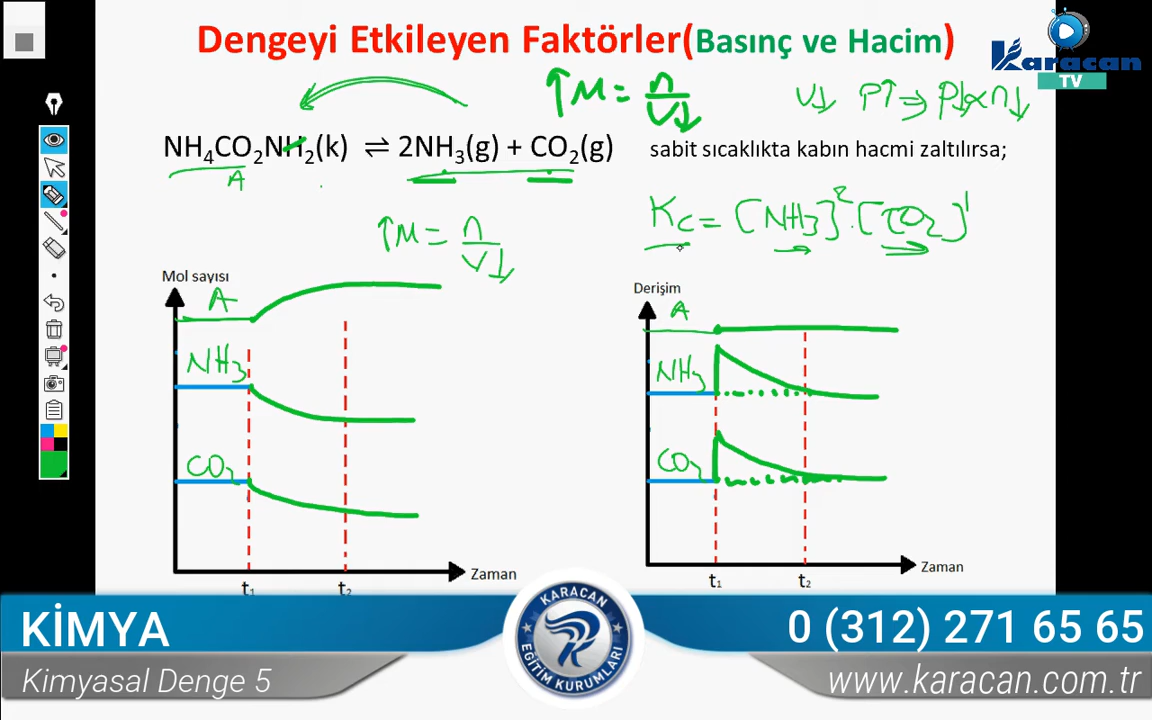 Dengeyi Etkileyen Faktörler(Basınç ve Hacim)
Karacan
TV
↑M = n/V↓
V↓ P↑ ⇒ P↓ ∝ n↓
NH₄CO₂NH₂(k) ⇌ 2NH₃(g) + CO₂(g)
sabit sıcaklıkta kabın hacmi zaltılırsa;
A
↑M = n/V↓
Kc = [NH₃]².[CO₂]¹
Mol sayısı
A
NH₃
CO₂
Zaman
t₁ t₂
Derişim
A
NH₃
CO₂
Zaman
t₁ t₂
KİMYA
Kimyasal Denge 5
KARACAN
EĞİTİM KURUMLARI
0 (312) 271 65 65
www.karacan.com.tr